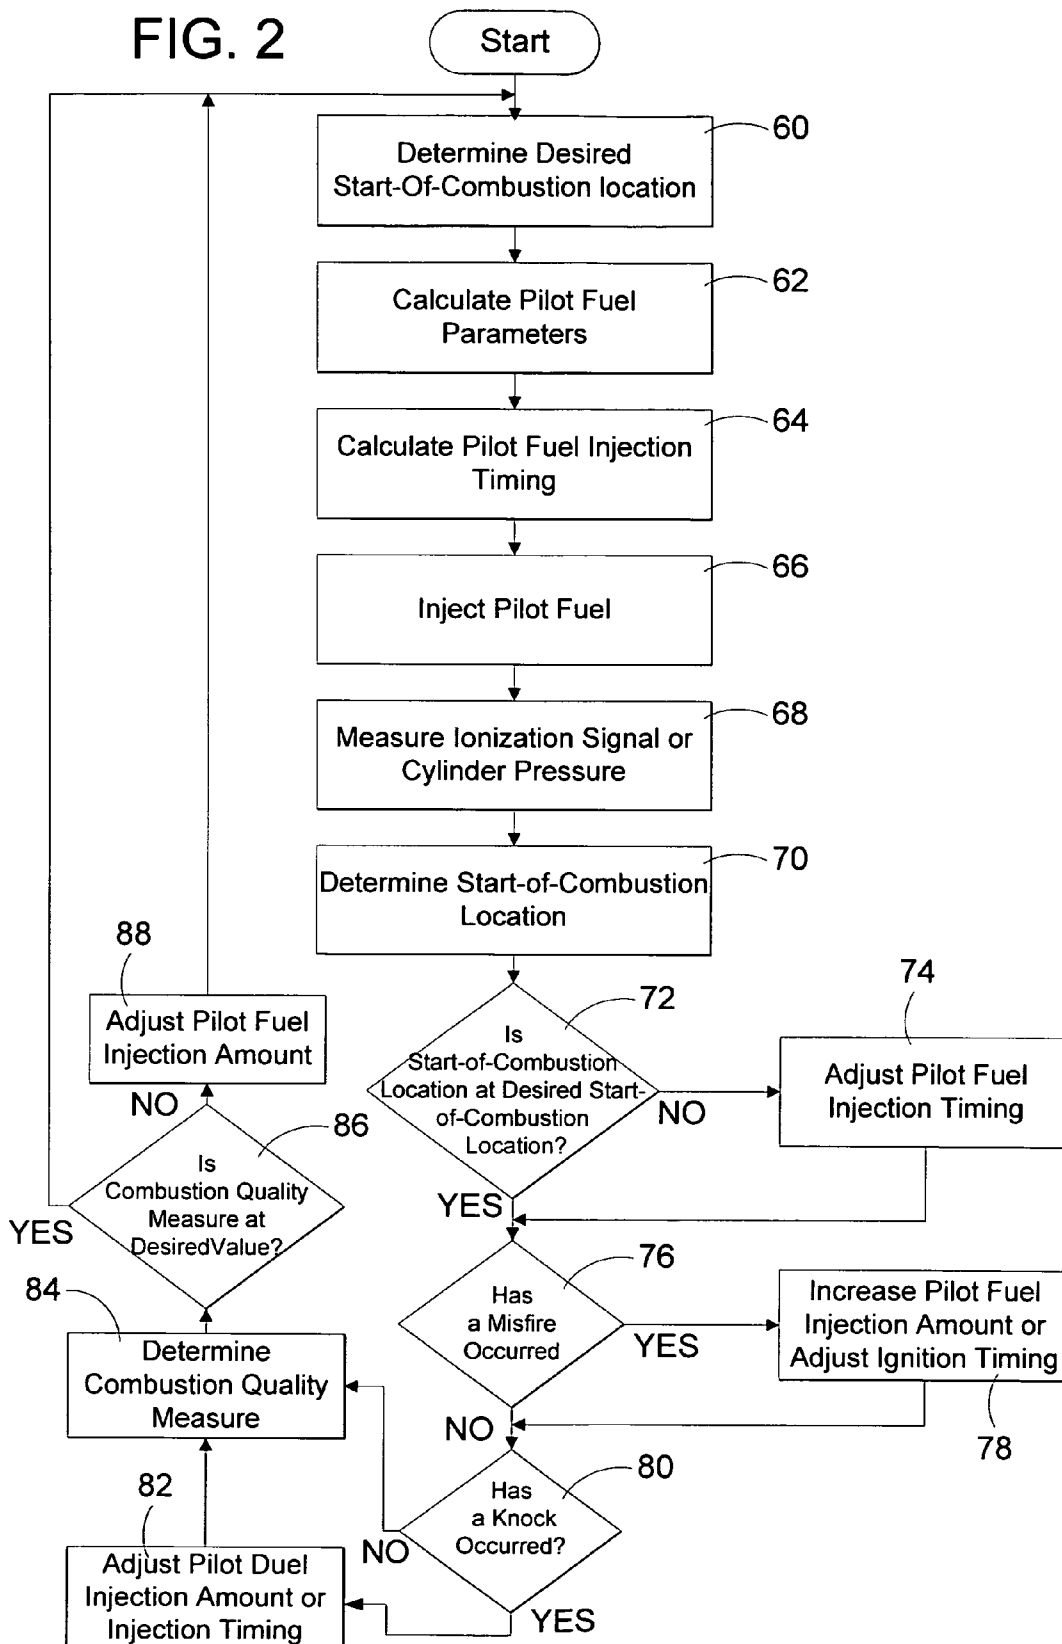 FIG. 2
Start
60
Determine Desired
Start-Of-Combustion location
62
Calculate Pilot Fuel
Parameters
64
Calculate Pilot Fuel Injection
Timing
66
Inject Pilot Fuel
68
Measure Ionization Signal or
Cylinder Pressure
70
Determine Start-of-Combustion
Location
72
Is
Start-of-Combustion
Location at Desired Start-
of-Combustion
Location?
NO
YES
74
Adjust Pilot Fuel
Injection Timing
76
Has
a Misfire
Occurred
YES
NO
Increase Pilot Fuel
Injection Amount or
Adjust Ignition Timing
78
80
Has
a Knock
Occurred?
NO
YES
82
Adjust Pilot Duel
Injection Amount or
Injection Timing
84
Determine
Combustion Quality
Measure
86
Is
Combustion Quality
Measure at
DesiredValue?
YES
NO
88
Adjust Pilot Fuel
Injection Amount